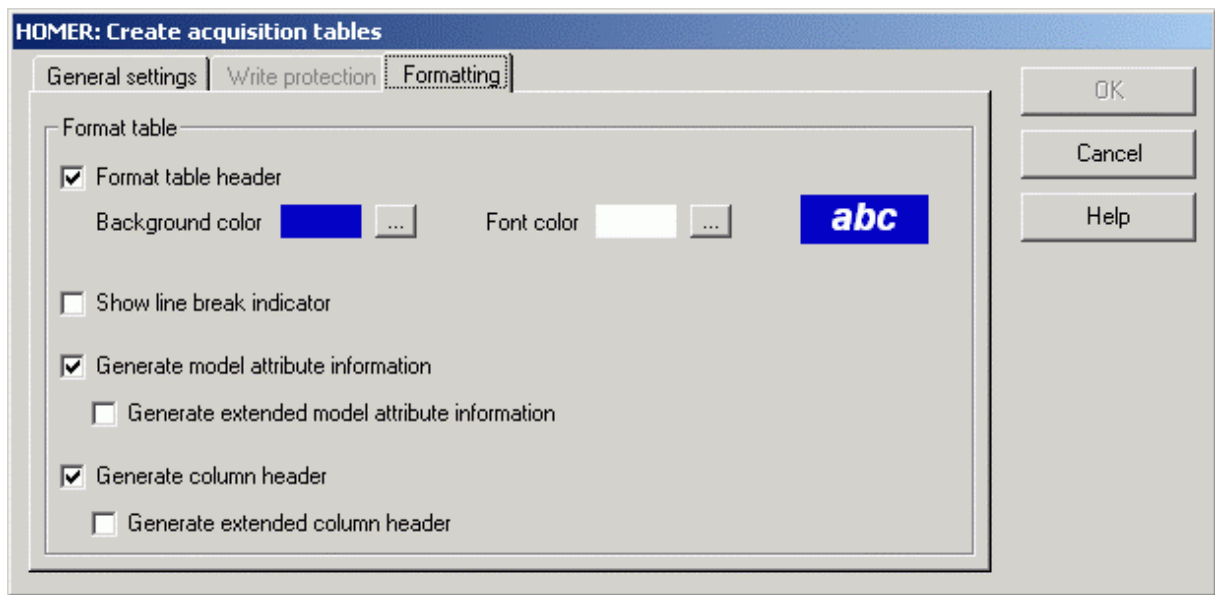 HOMER: Create acquisition tables
General settings Write protection Formatting
OK
Cancel
Help
Format table
Format table header
Background color ... Font color ... abc
Show line break indicator
Generate model attribute information
Generate extended model attribute information
Generate column header
Generate extended column header